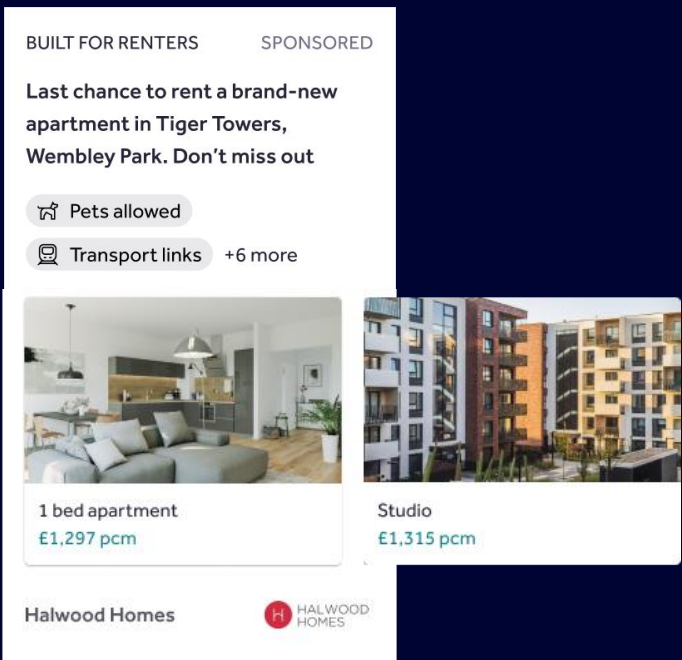 BUILT FOR RENTERS
SPONSORED
Last chance to rent a brand-new
apartment in Tiger Towers,
Wembley Park. Don’t miss out
Pets allowed
Transport links
+6 more
1 bed apartment
£1,297 pcm
Studio
£1,315 pcm
Halwood Homes
H
HALWOOD
HOMES